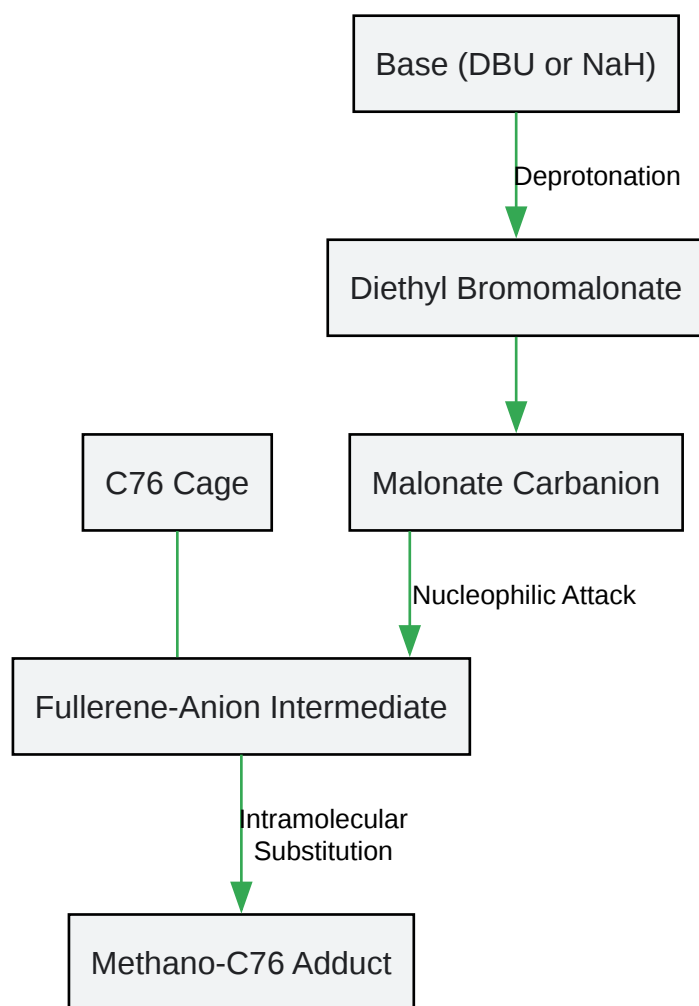 Base (DBU or NaH)
Deprotonation
Diethyl Bromomalonate
C76 Cage
Malonate Carbanion
Nucleophilic Attack
Fullerene-Anion Intermediate
Intramolecular
Substitution
Methano-C76 Adduct